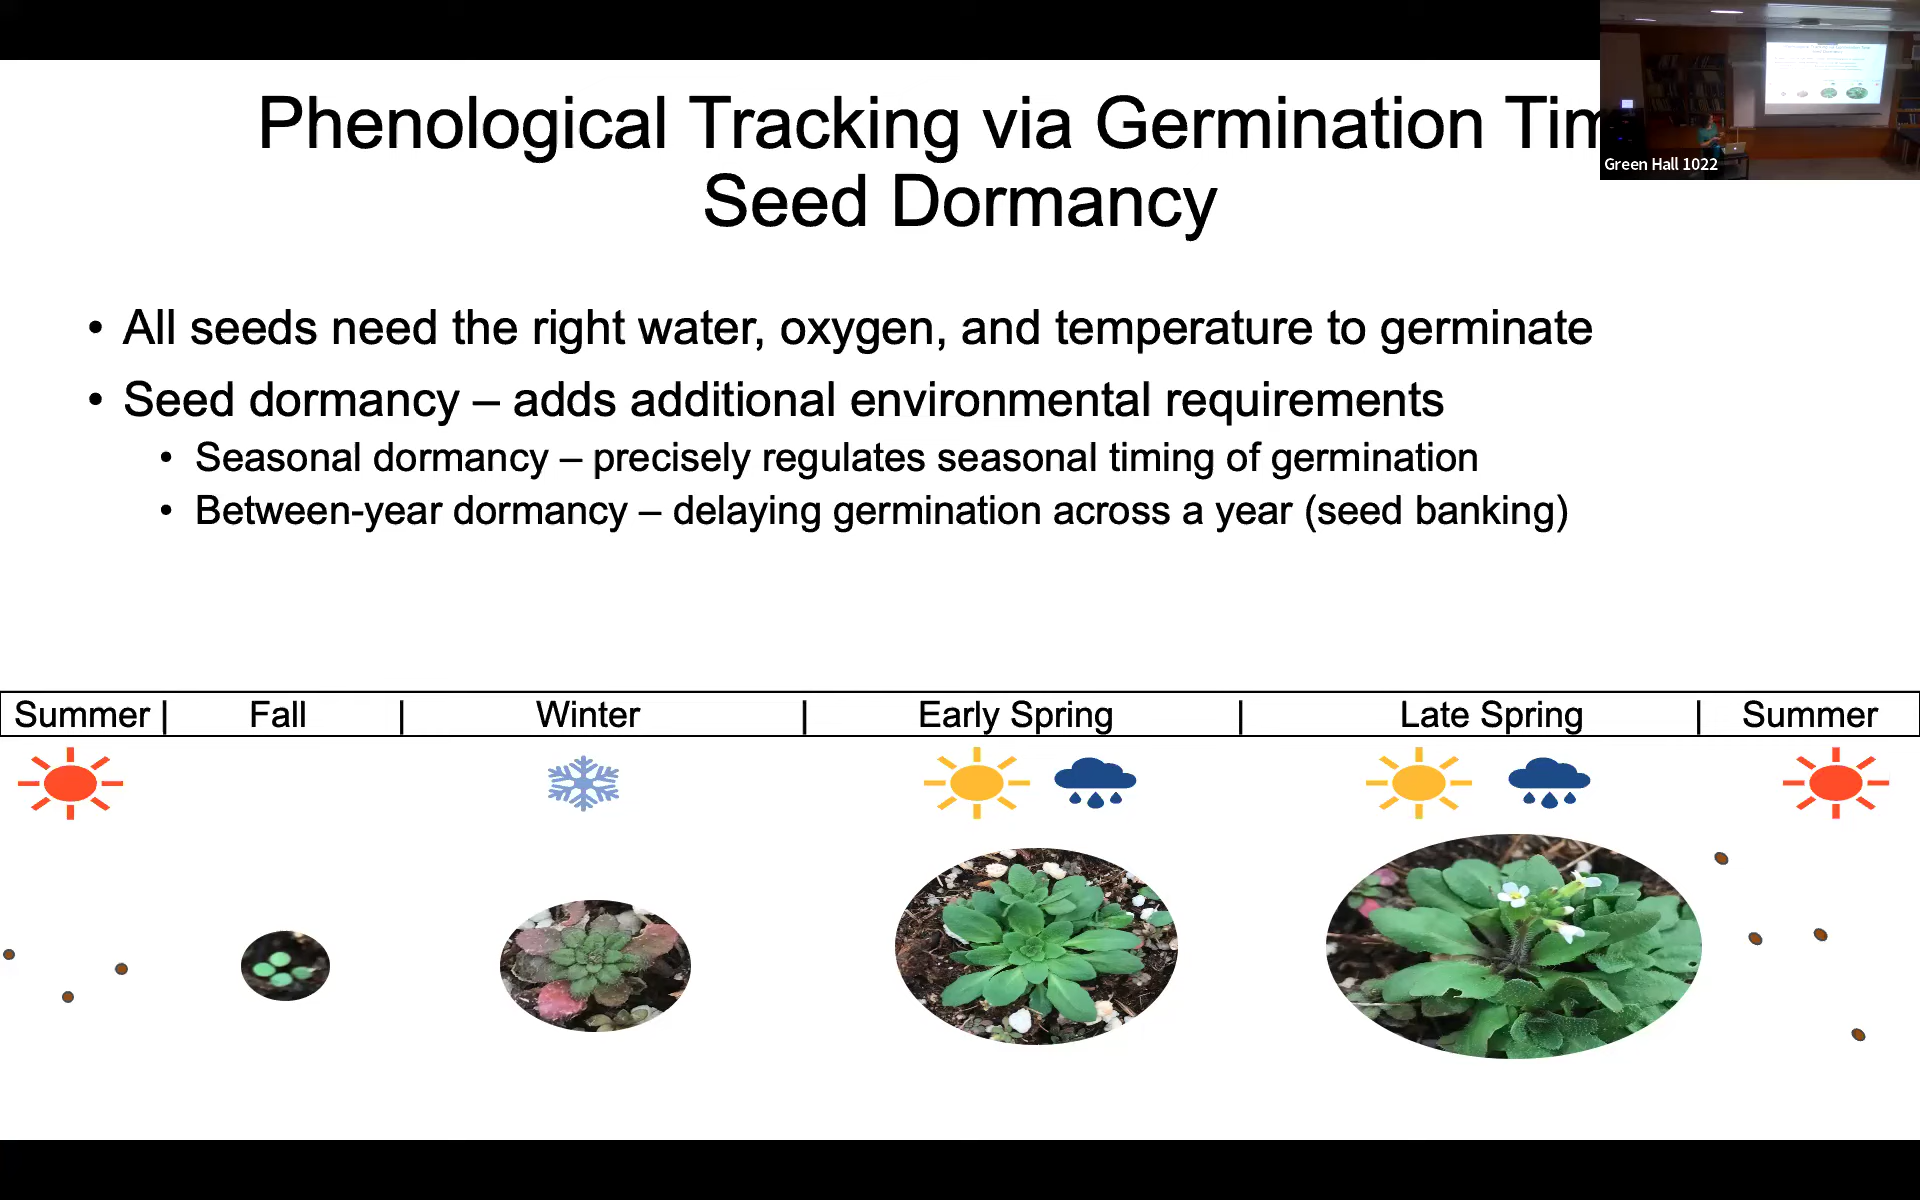 Phenological Tracking via Germination Tim
Seed Dormancy
Green Hall 1022
• All seeds need the right water, oxygen, and temperature to germinate
• Seed dormancy – adds additional environmental requirements
• Seasonal dormancy – precisely regulates seasonal timing of germination
• Between-year dormancy – delaying germination across a year (seed banking)
Summer | Fall | Winter | Early Spring | Late Spring | Summer